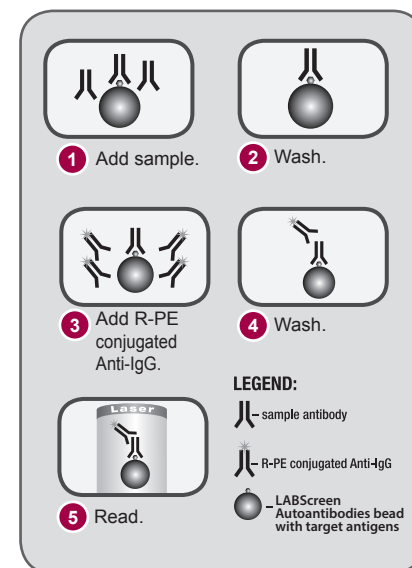 1 Add sample.
2 Wash.
3 Add R-PE
conjugated
Anti-IgG.
4 Wash.
Laser
5 Read.
LEGEND:
– sample antibody
– R-PE conjugated Anti-IgG
– LABScreen
Autoantibodies bead
with target antigens